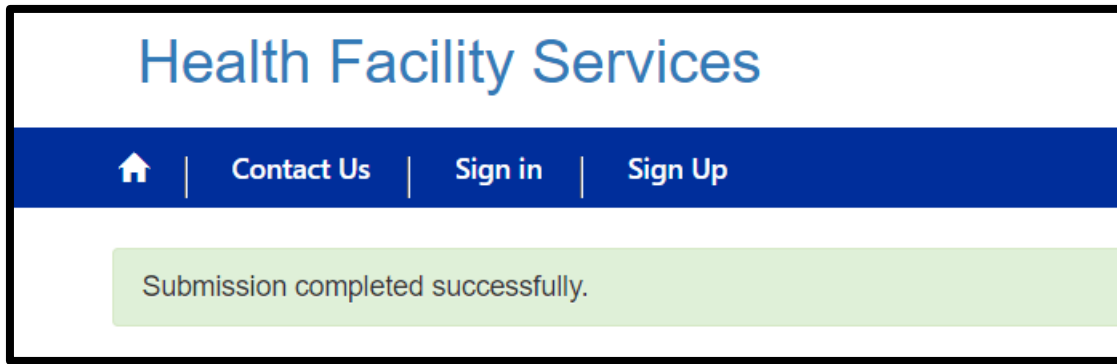 Health Facility Services
Contact Us | Sign in | Sign Up
Submission completed successfully.